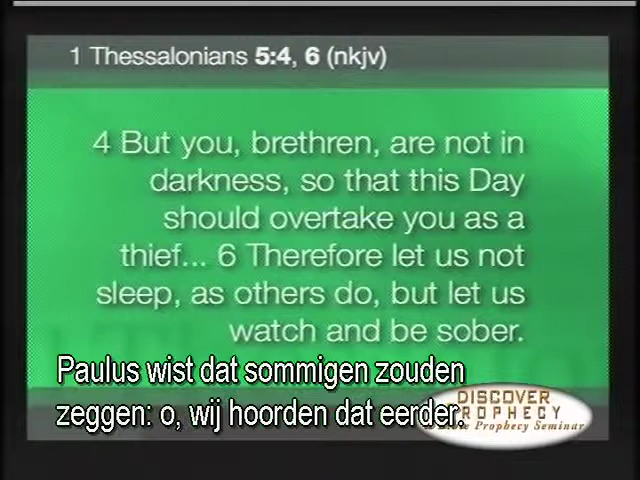 1 Thessalonians 5:4, 6 (nkjv)
4 But you, brethren, are not in
darkness, so that this Day
should overtake you as a
thief... 6 Therefore let us not
sleep, as others do, but let us
watch and be sober.
Paulus wist dat sommigen zouden
zeggen: o, wij hoorden dat eerder.
DISCOVER
PROPHECY
Bible Prophecy Seminar